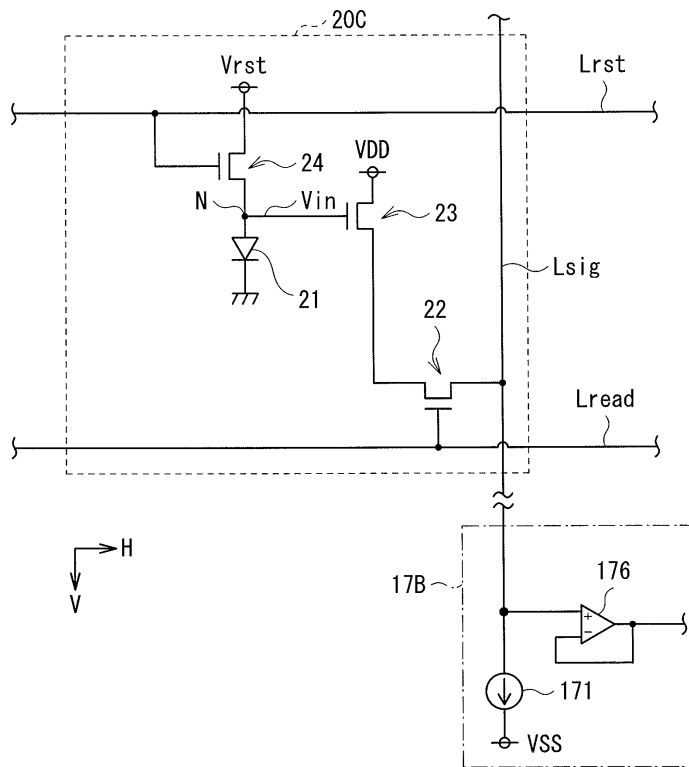 20C
Vrst
Lrst
VDD
24
N
Vin
23
21
Lsig
22
Lread
H
V
17B
176
+
−
171
VSS